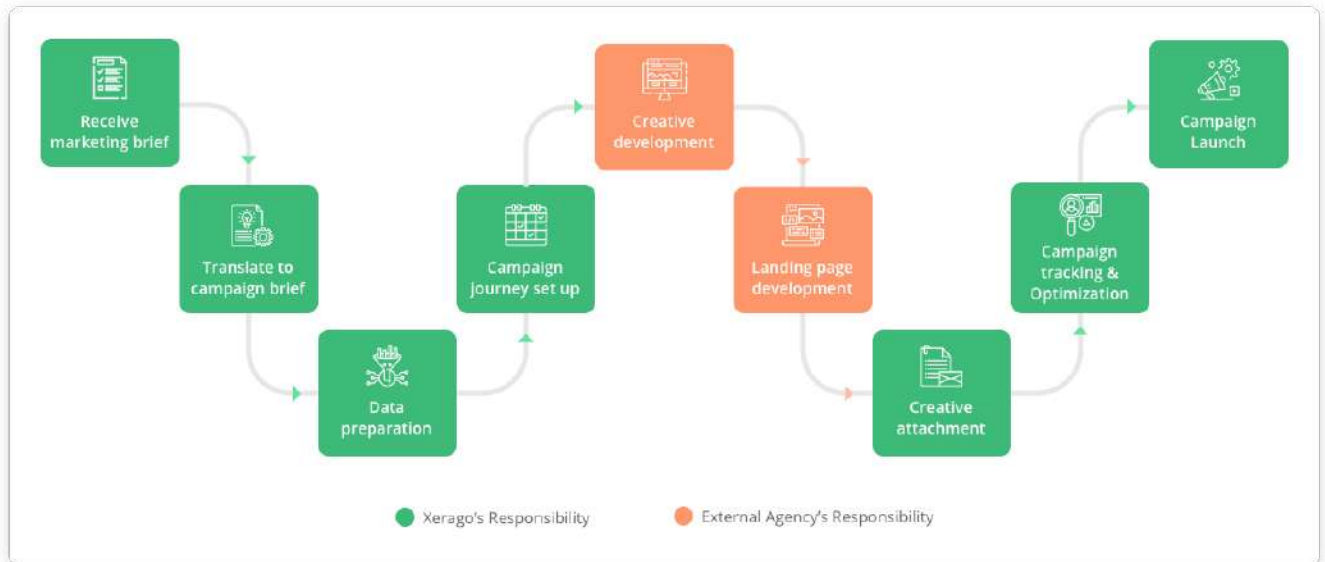 Receive
marketing brief
Translate to
campaign brief
Data
preparation
Campaign
journey set up
Creative
development
Landing page
development
Creative
attachment
Campaign
tracking &
Optimization
Campaign
Launch
Xerago's Responsibility
External Agency's Responsibility